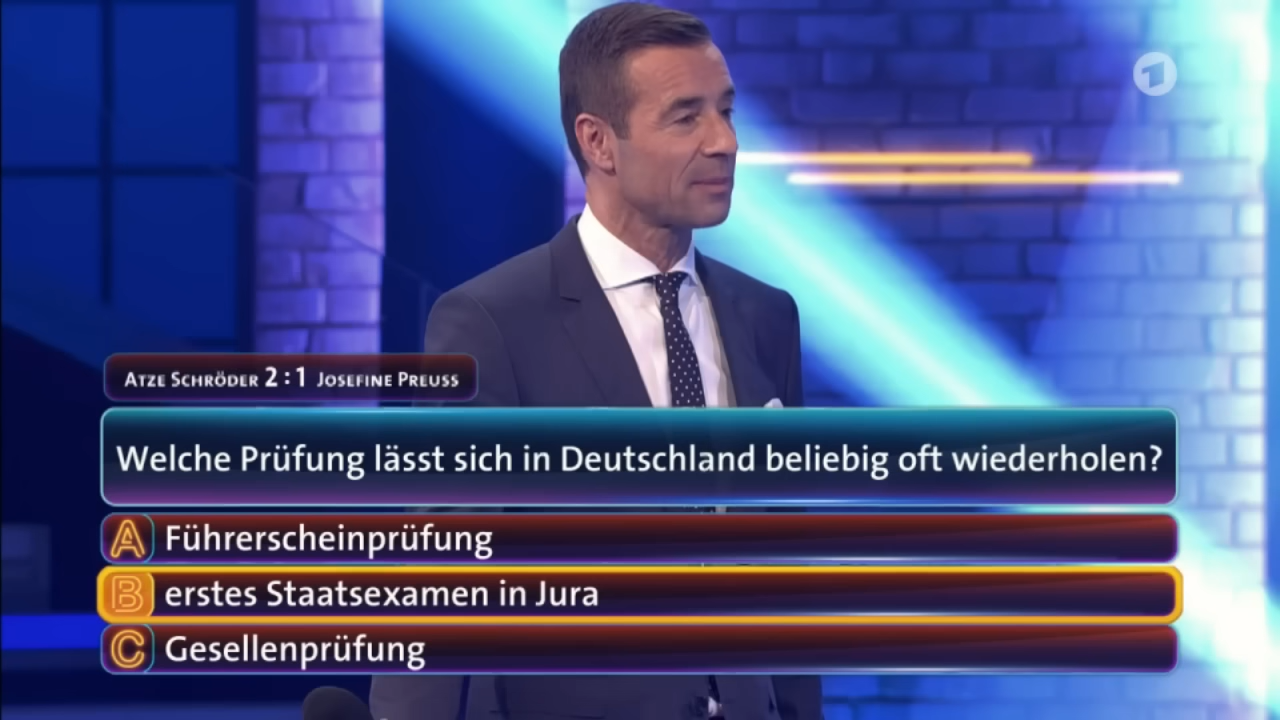 1
ATZE SCHRÖDER 2:1 JOSEFINE PREUSS
Welche Prüfung lässt sich in Deutschland beliebig oft wiederholen?
A Führerscheinprüfung
B erstes Staatsexamen in Jura
C Gesellenprüfung